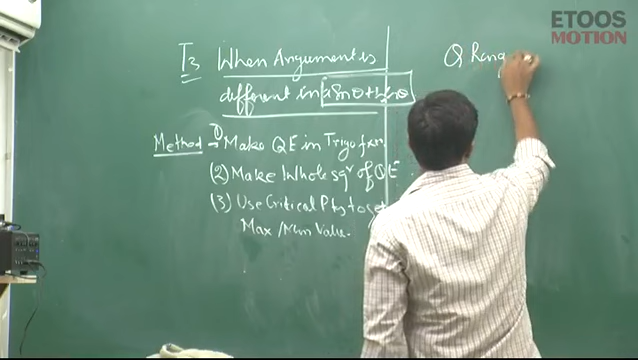 ETOOS
MOTION
T3 When Argument is
different in a sin θ + b cos θ
Method → (1) Make QE in Trigo form
(2) Make Whole sqr of QE
(3) Use Critical Pts to get
Max / Min Value.
Q Rang